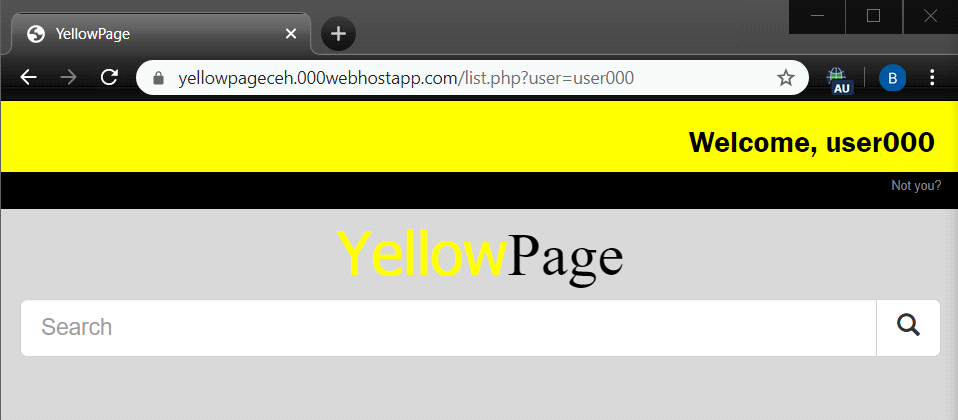 YellowPage
yellowpageceh.000webhostapp.com/list.php?user=user000
AU
B
Welcome, user000
Not you?
YellowPage
Search